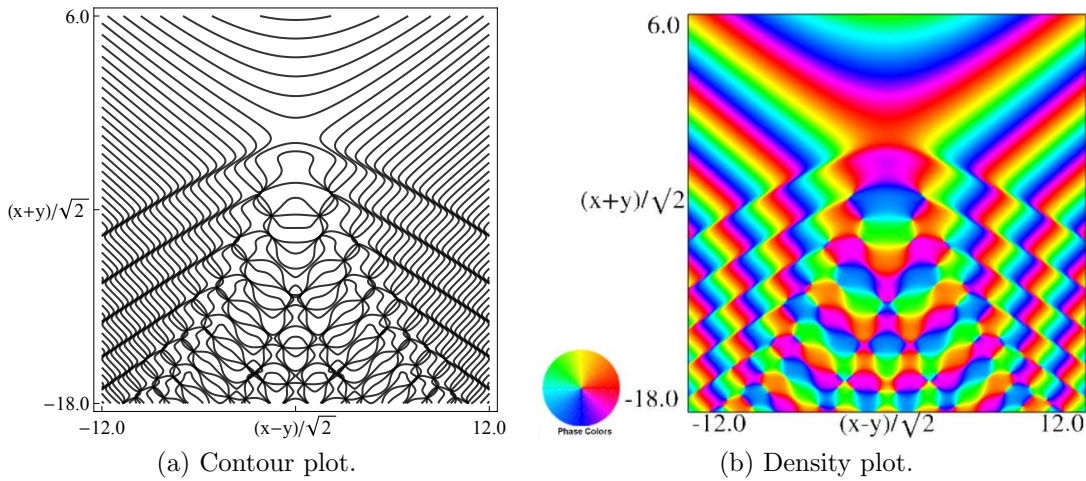 6.0
(x+y)/√2
−18.0
−12.0
(x−y)/√2
12.0
(a) Contour plot.
6.0
(x+y)/√2
Phase Colors
-18.0
-12.0
(x-y)/√2
12.0
(b) Density plot.